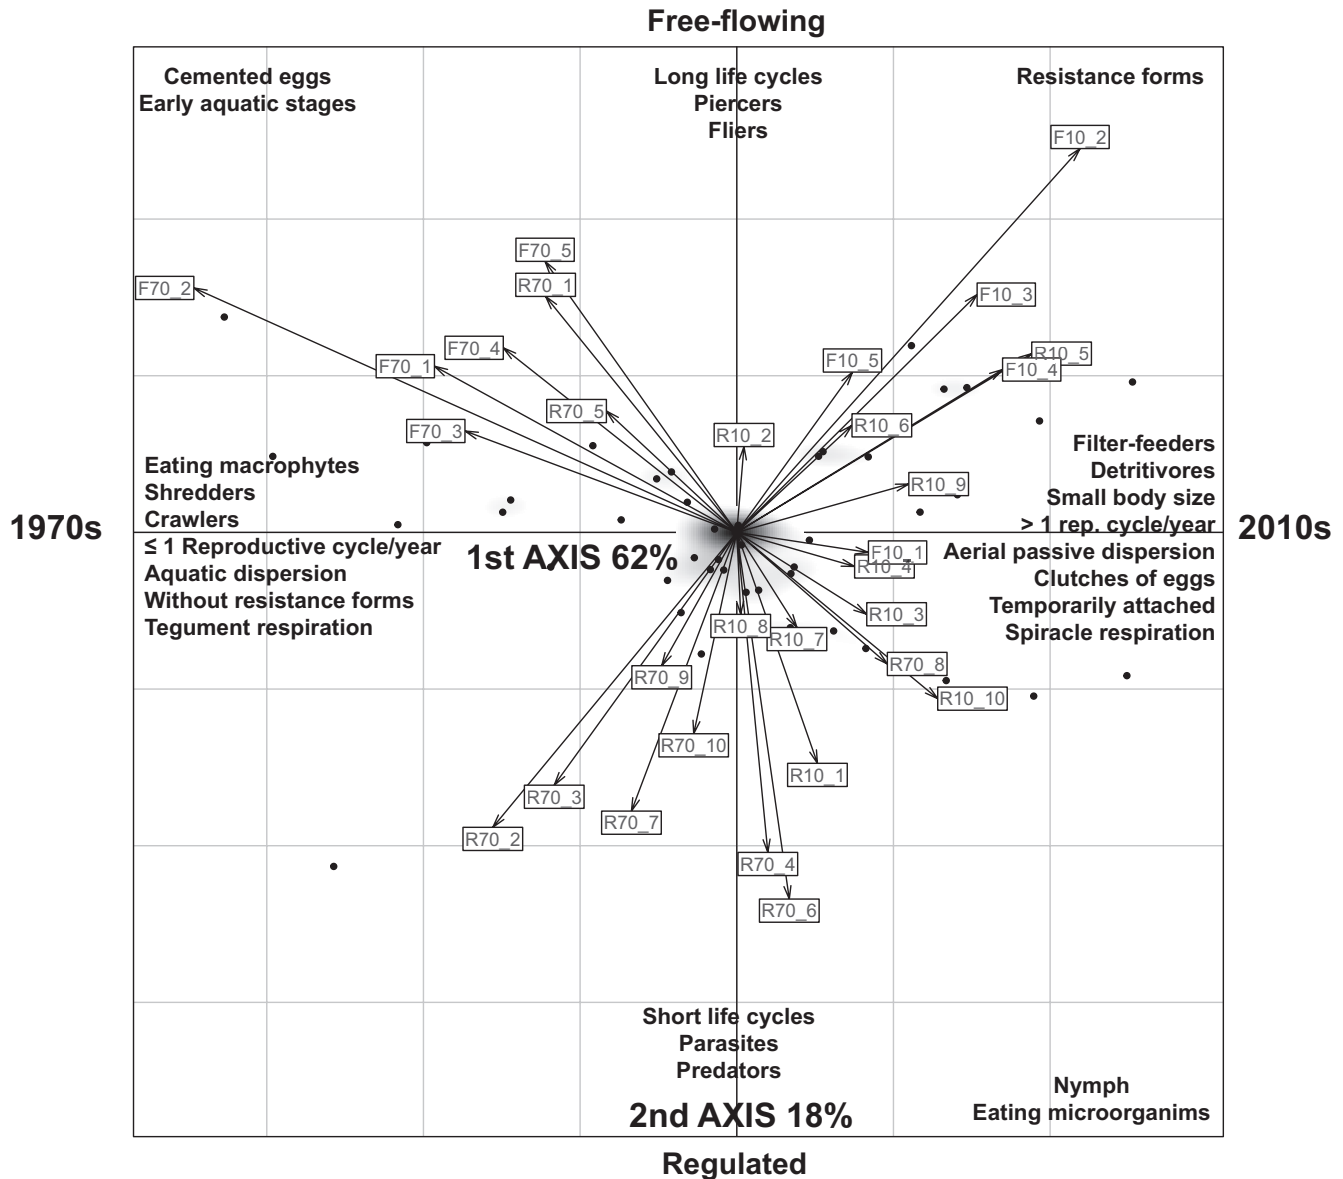 Free-flowing
Cemented eggs
Early aquatic stages
Long life cycles
Piercers
Fliers
Resistance forms
F10_2
F70_5
R70_1
F70_2
F10_3
F70_4
F70_1
F10_5
R10_5
F10_4
R70_5
F70_3
R10_2
R10_6
R10_9
Eating macrophytes
Shredders
Crawlers
≤ 1 Reproductive cycle/year
Aquatic dispersion
Without resistance forms
Tegument respiration
Filter-feeders
Detritivores
Small body size
> 1 rep. cycle/year
Aerial passive dispersion
Clutches of eggs
Temporarily attached
Spiracle respiration
1970s
2010s
1st AXIS 62%
F10_1
R10_4
R10_3
R10_8
R10_7
R70_8
R70_9
R10_10
R70_10
R10_1
R70_3
R70_7
R70_2
R70_4
R70_6
Short life cycles
Parasites
Predators
2nd AXIS 18%
Nymph
Eating microorganims
Regulated